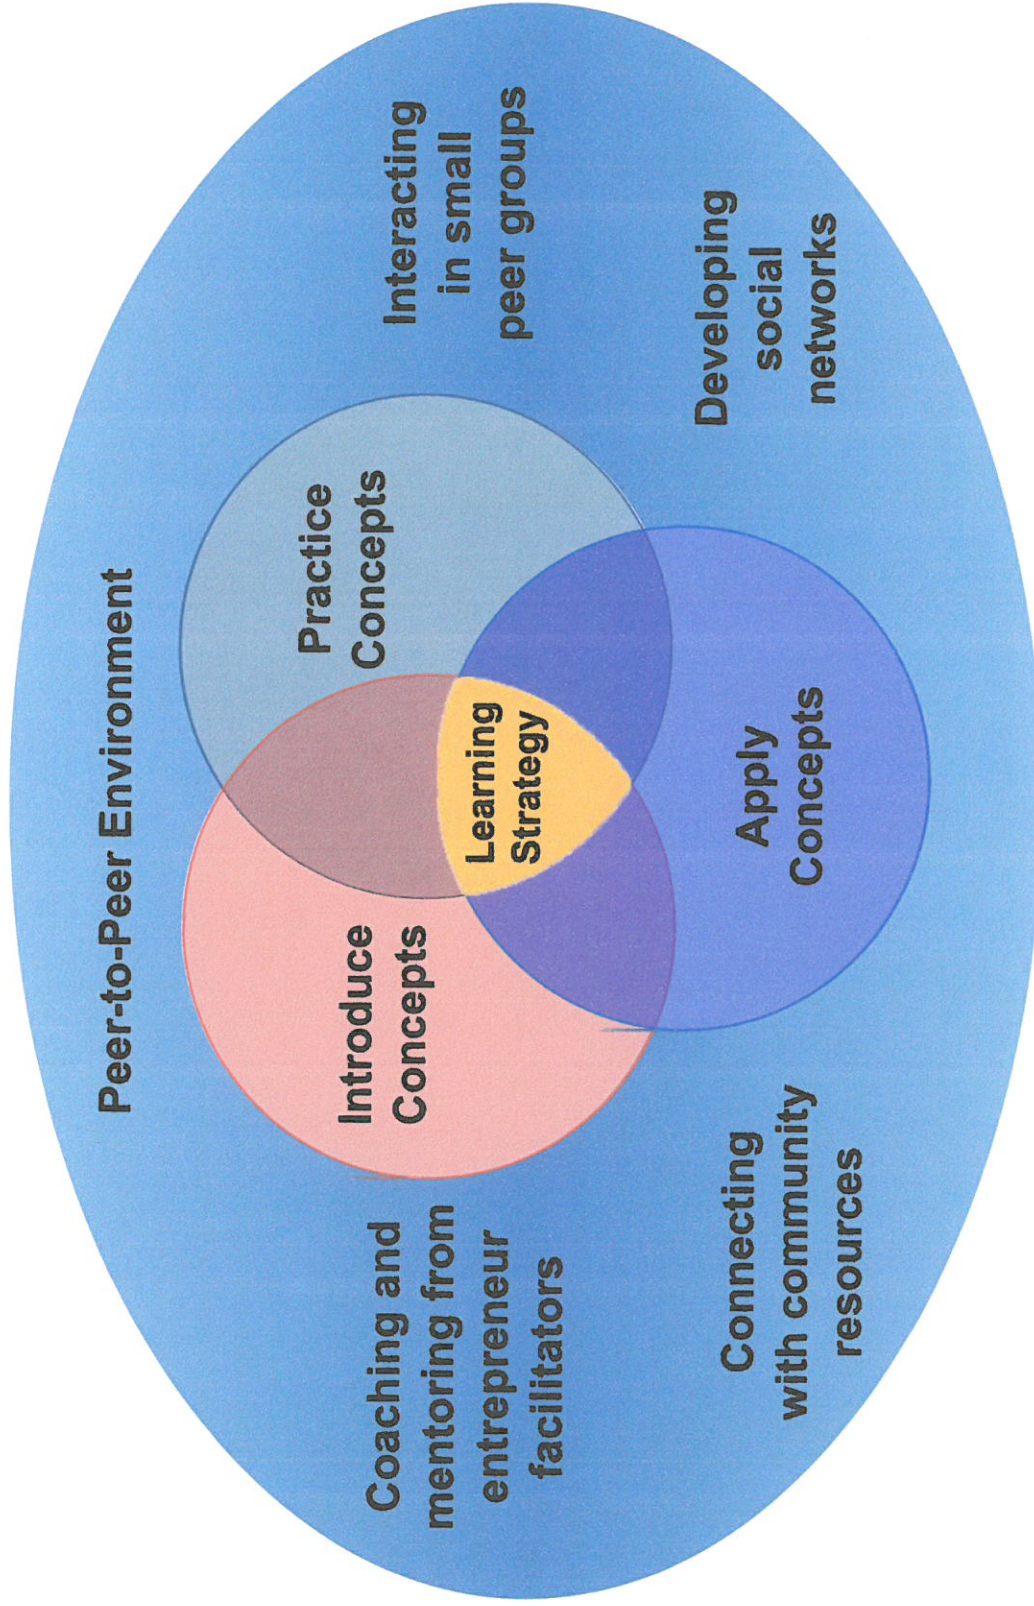 Peer-to-Peer Environment
Introduce
Concepts
Practice
Concepts
Learning
Strategy
Apply
Concepts
Coaching and
mentoring from
entrepreneur
facilitators
Interacting
in small
peer groups
Connecting
with community
resources
Developing
social
networks